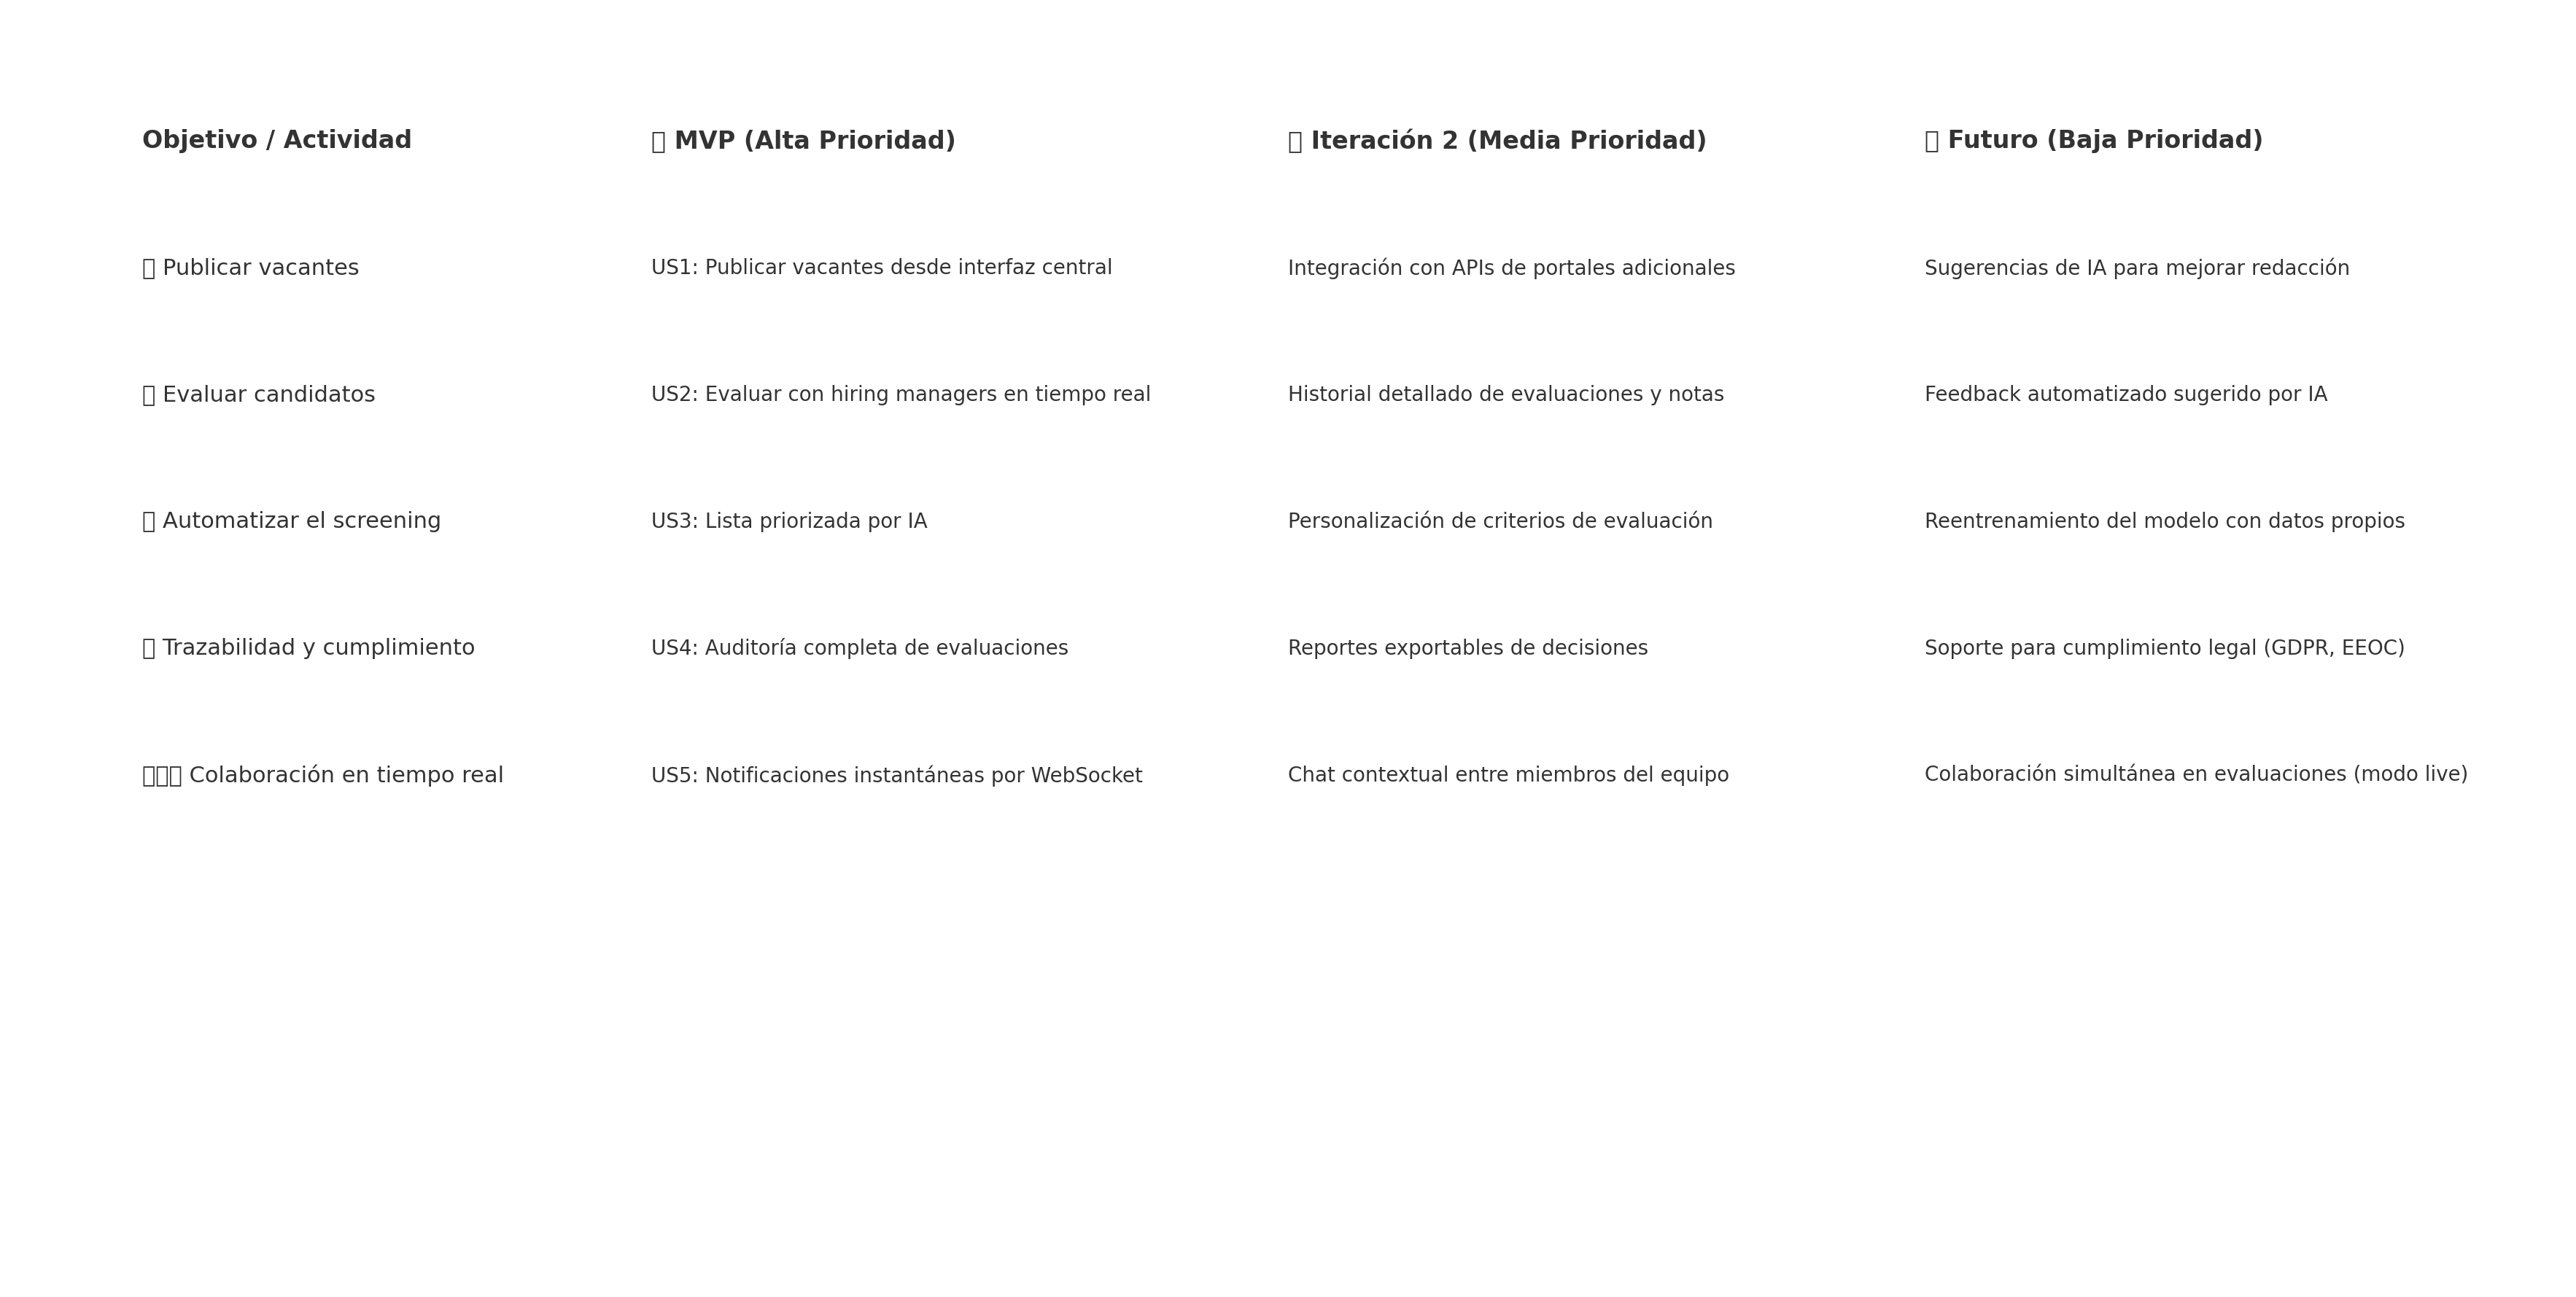 Objetivo / Actividad MVP (Alta Prioridad) Iteración 2 (Media Prioridad) Futuro (Baja Prioridad)
Publicar vacantes US1: Publicar vacantes desde interfaz central Integración con APIs de portales adicionales Sugerencias de IA para mejorar redacción
Evaluar candidatos US2: Evaluar con hiring managers en tiempo real Historial detallado de evaluaciones y notas Feedback automatizado sugerido por IA
Automatizar el screening US3: Lista priorizada por IA Personalización de criterios de evaluación Reentrenamiento del modelo con datos propios
Trazabilidad y cumplimiento US4: Auditoría completa de evaluaciones Reportes exportables de decisiones Soporte para cumplimiento legal (GDPR, EEOC)
Colaboración en tiempo real US5: Notificaciones instantáneas por WebSocket Chat contextual entre miembros del equipo Colaboración simultánea en evaluaciones (modo live)